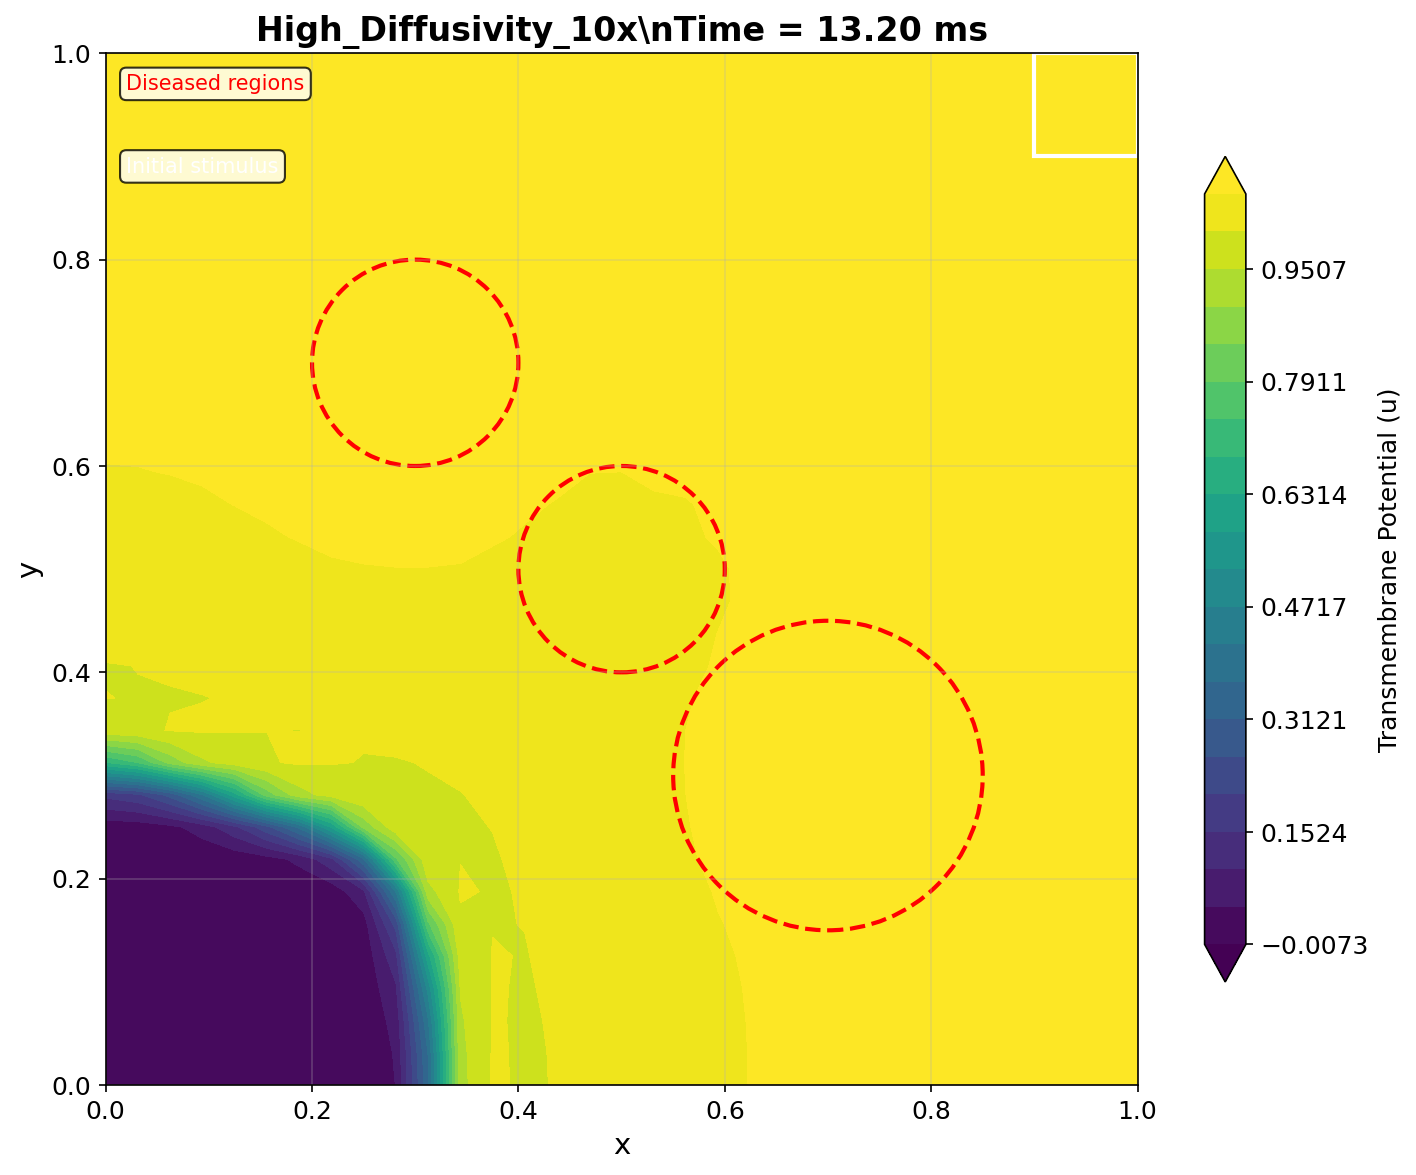 High_Diffusivity_10x\nTime = 13.20 ms
1.0
Diseased regions
Initial stimulus
0.8
0.6
0.4
0.2
0.0
y
0.0 0.2 0.4 0.6 0.8 1.0
x
0.9507
0.7911
0.6314
0.4717
0.3121
0.1524
−0.0073
Transmembrane Potential (u)